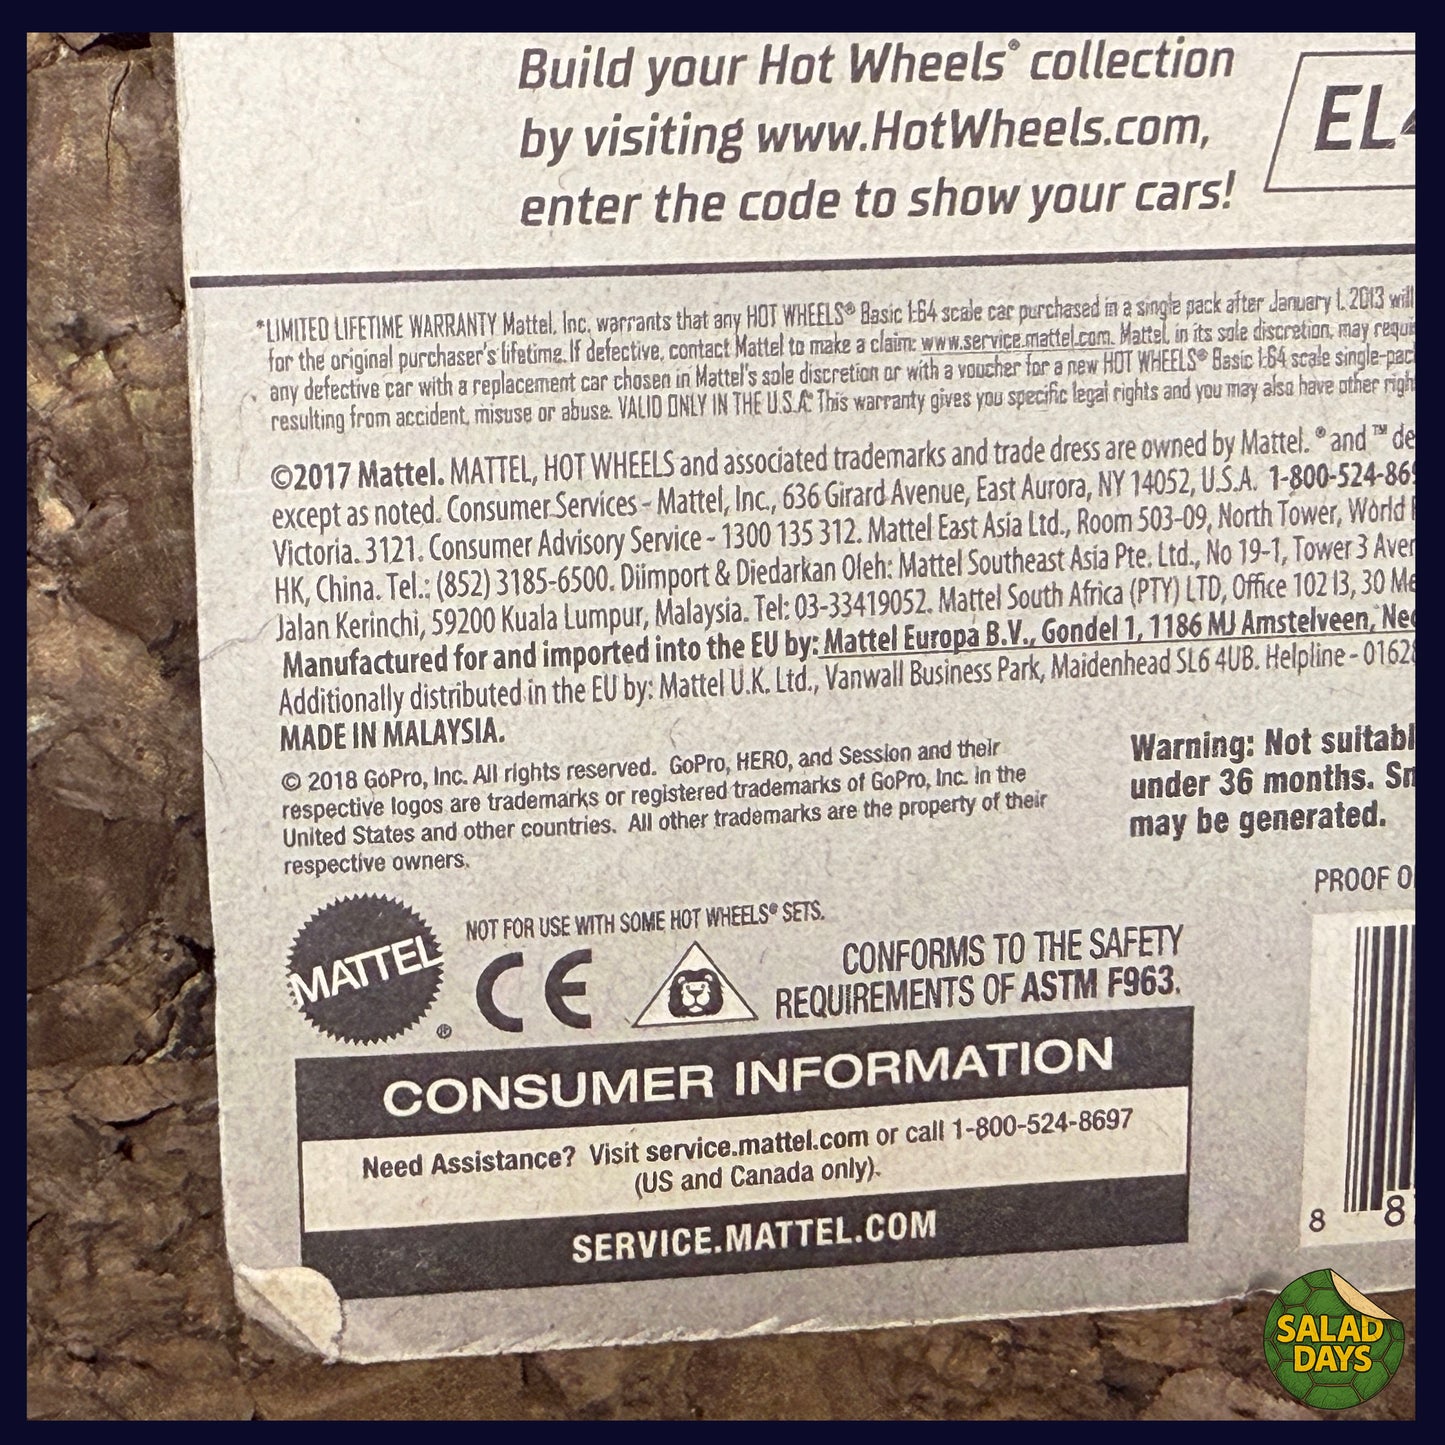 Build your Hot Wheels® collection
by visiting www.HotWheels.com,
enter the code to show your cars!
EL
*LIMITED LIFETIME WARRANTY Mattel, Inc. warrants that any HOT WHEELS® Basic 1:64 scale car purchased in a single pack after January 1, 2013 will
for the original purchaser's lifetime. If defective, contact Mattel to make a claim: www.service.mattel.com. Mattel, in its sole discretion, may
any defective car with a replacement car chosen in Mattel's sole discretion or with a voucher for a new HOT WHEELS® Basic 1:64 scale
resulting from accident, misuse or abuse. VALID ONLY IN THE U.S.A. This warranty gives you specific legal rights and you may also have other
©2017 Mattel. MATTEL, HOT WHEELS and associated trademarks and trade dress are owned by Mattel. ® and ™ de
except as noted. Consumer Services - Mattel, Inc., 636 Girard Avenue, East Aurora, NY 14052, U.S.A. 1-800-524-86
Victoria. 3121. Consumer Advisory Service - 1300 135 312. Mattel East Asia Ltd., Room 503-09, North Tower, World
HK, China. Tel.: (852) 3185-6500. Diimport & Diedarkan Oleh: Mattel Southeast Asia Pte. Ltd., No 19-1, Tower 3 Aver
Jalan Kerinchi, 59200 Kuala Lumpur, Malaysia. Tel: 03-33419052. Mattel South Africa (PTY) LTD, Office 102 I3, 30 Me
Manufactured for and imported into the EU by: Mattel Europa B.V., Gondel 1, 1186 MJ Amstelveen, Ne
Additionally distributed in the EU by: Mattel U.K. Ltd., Vanwall Business Park, Maidenhead SL6 4UB. Helpline - 0162
MADE IN MALAYSIA.
© 2018 GoPro, Inc. All rights reserved. GoPro, HERO, and Session and their
respective logos are trademarks or registered trademarks of GoPro, Inc. in the
United States and other countries. All other trademarks are the property of their
respective owners.
Warning: Not suitabl
under 36 months. Sm
may be generated.
PROOF O
MATTEL
®
NOT FOR USE WITH SOME HOT WHEELS® SETS.
CE
CONFORMS TO THE SAFETY
REQUIREMENTS OF ASTM F963.
CONSUMER INFORMATION
Need Assistance? Visit service.mattel.com or call 1-800-524-8697
(US and Canada only).
SERVICE.MATTEL.COM
8 8
SALAD
DAYS